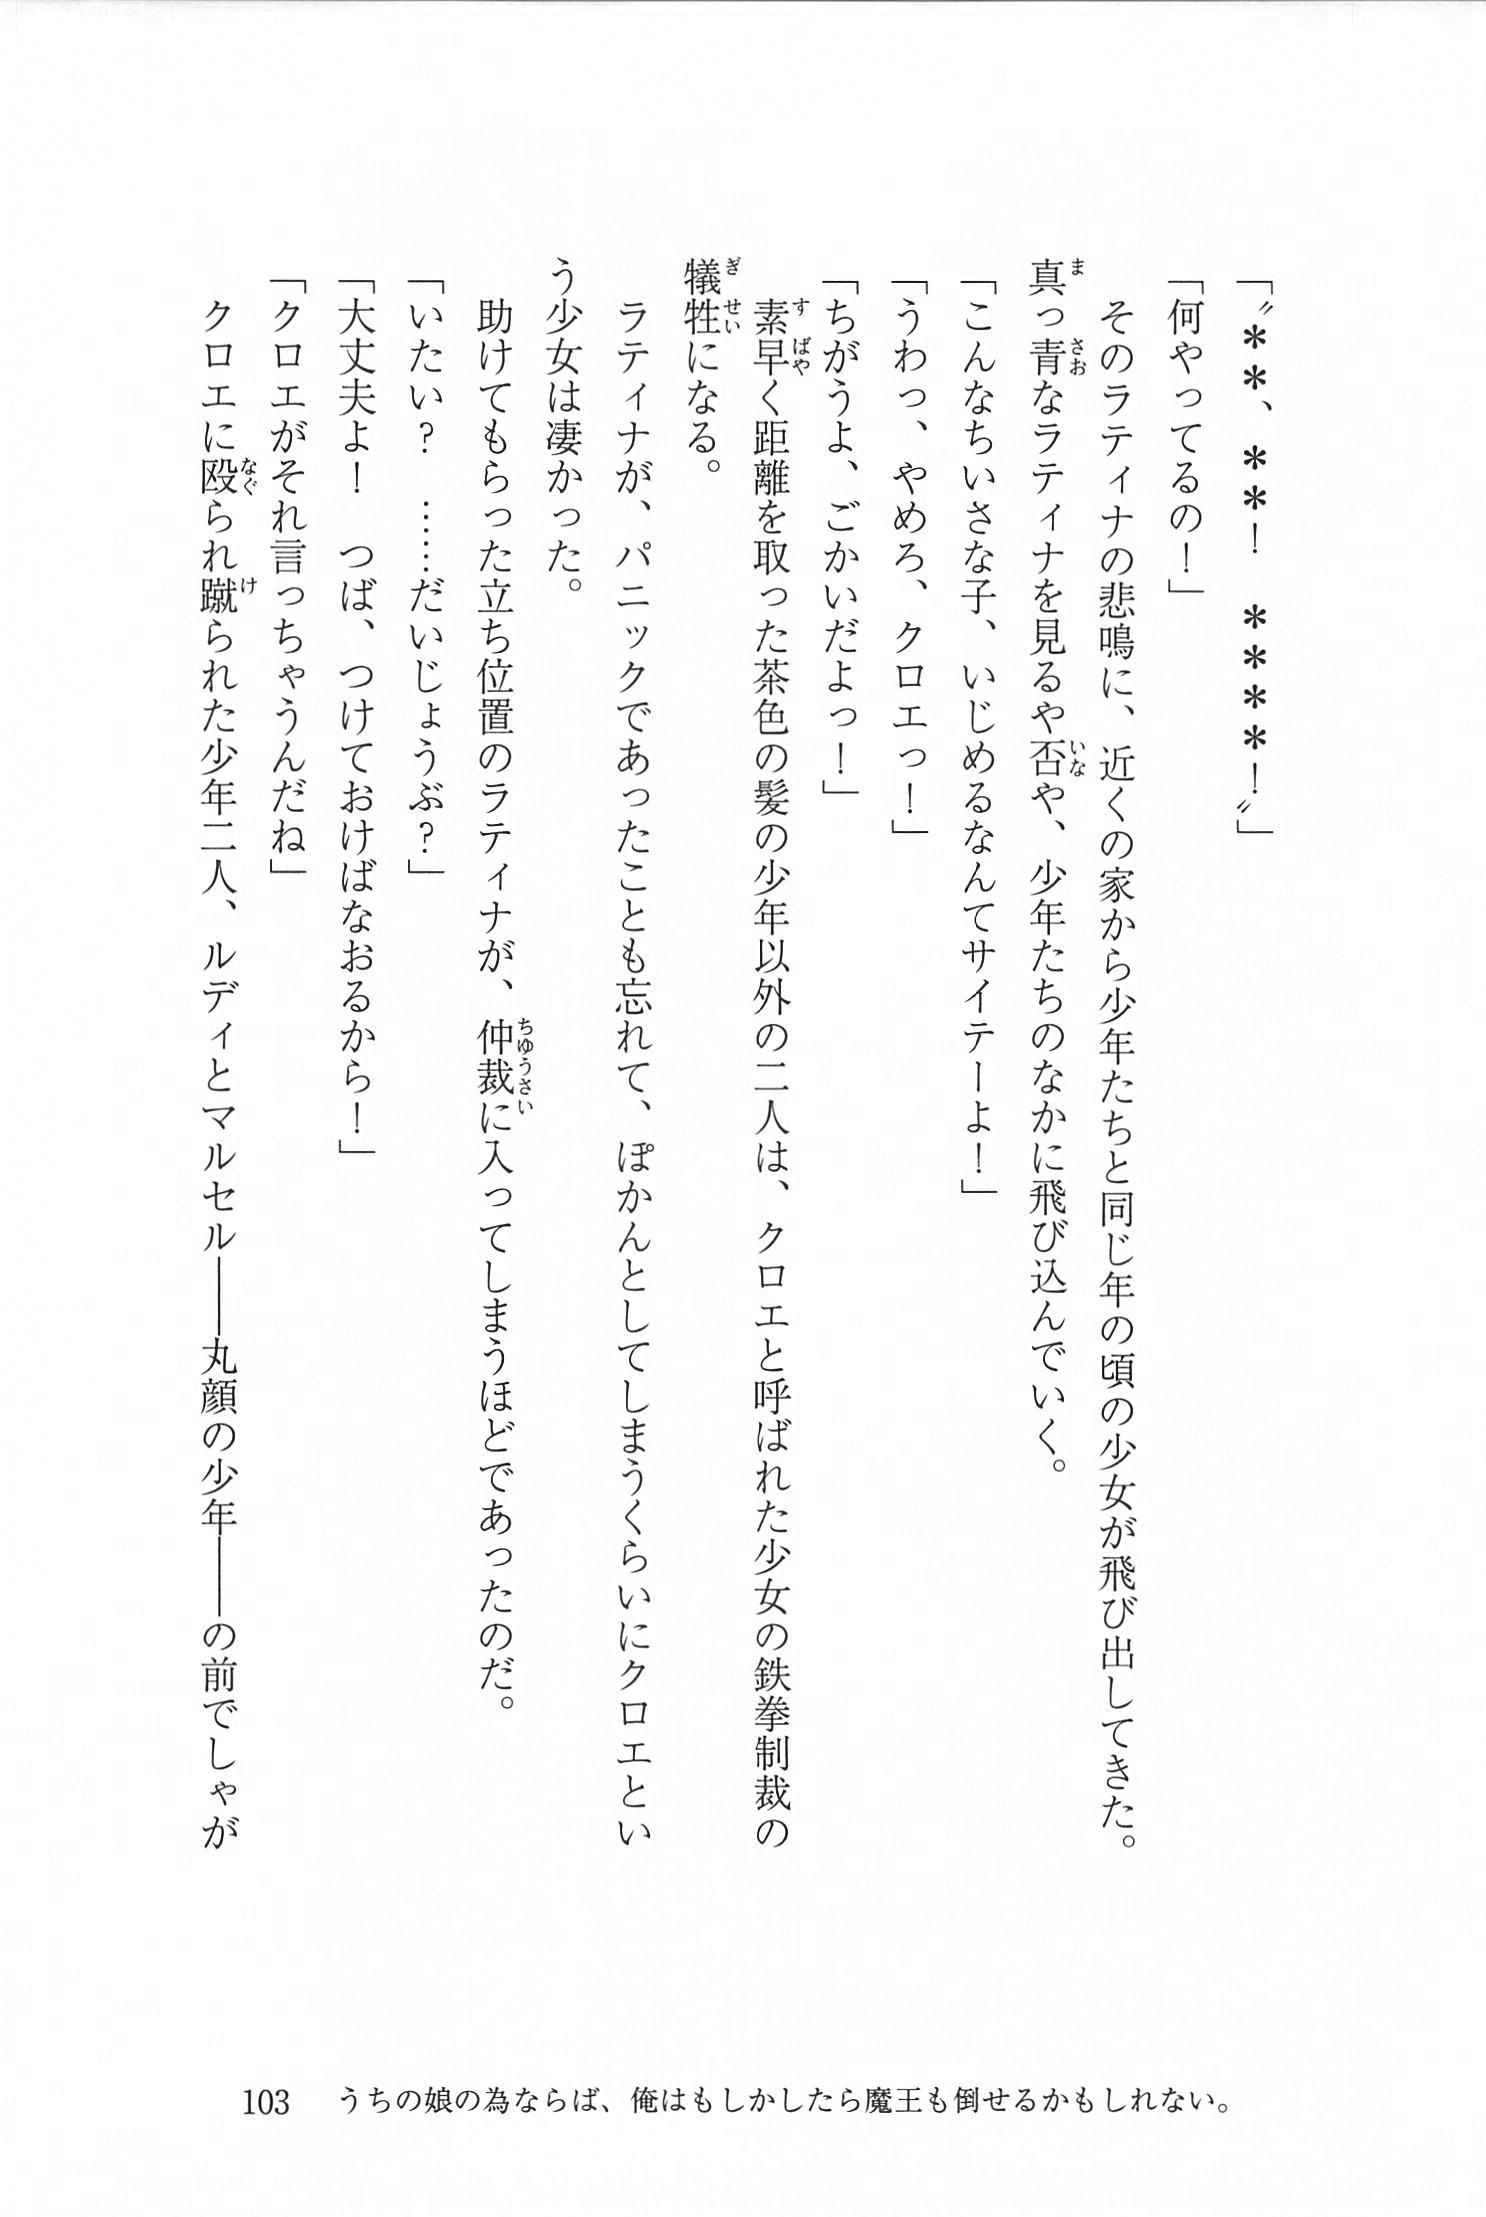 「〝＊＊、＊＊！　＊＊＊＊！〟」
「何やってるの！」
　そのラティナの悲鳴に、近くの家から少年たちと同じ年の頃の少女が飛び出してきた。
真っ青なラティナを見るや否や、少年たちのなかに飛び込んでいく。
「こんなちいさな子、いじめるなんてサイテーよ！」
「うわっ、やめろ、クロエっ！」
「ちがうよ、ごかいだよっ！」
　素早く距離を取った茶色の髪の少年以外の二人は、クロエと呼ばれた少女の鉄拳制裁の
犠牲になる。
　ラティナが、パニックであったことも忘れて、ぽかんとしてしまうくらいにクロエとい
う少女は凄かった。
　助けてもらった立ち位置のラティナが、仲裁に入ってしまうほどであったのだ。
「いたい？　……だいじょうぶ？」
「大丈夫よ！　つば、つけておけばなおるから！」
「クロエがそれ言っちゃうんだね」
　クロエに殴られ蹴られた少年二人、ルディとマルセル――丸顔の少年――の前でしゃが
103　うちの娘の為ならば、俺はもしかしたら魔王も倒せるかもしれない。